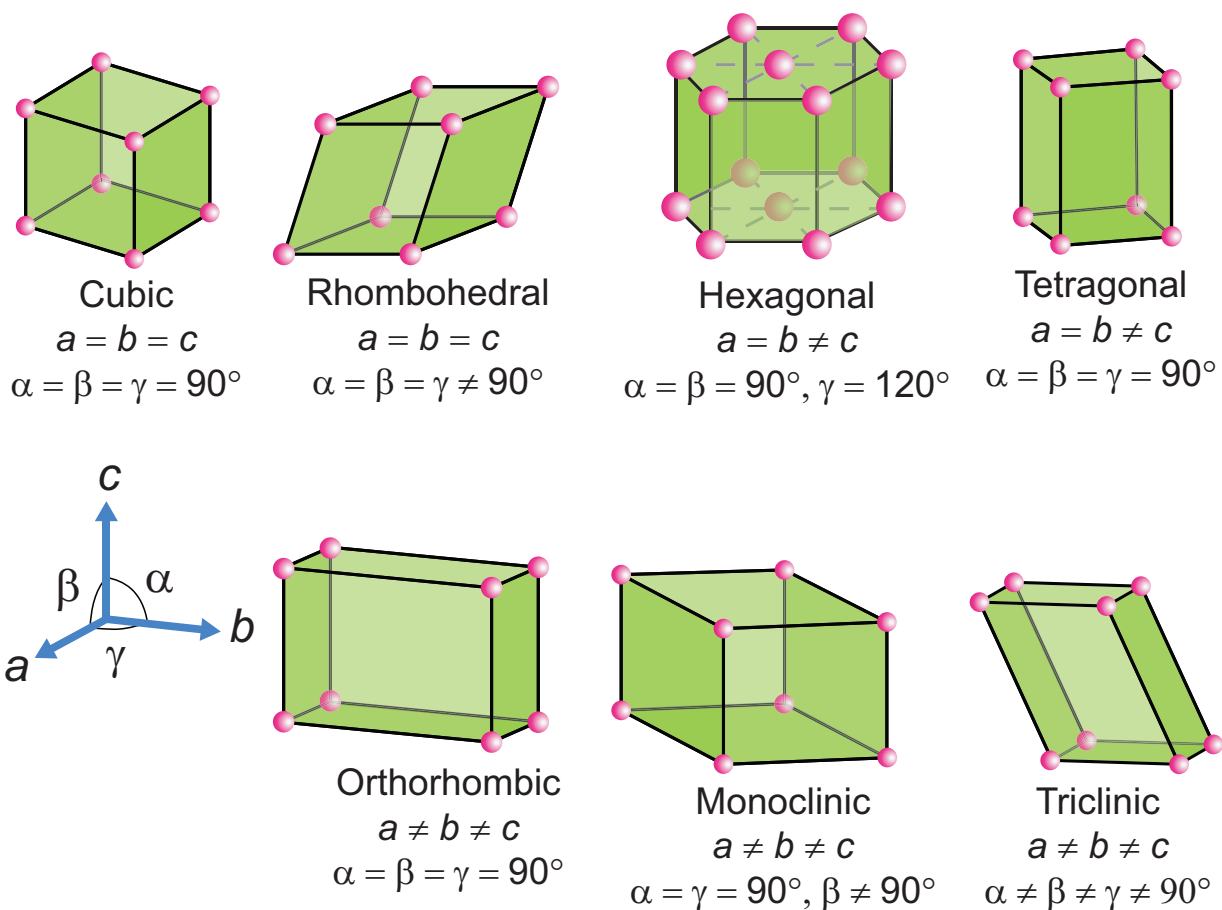 Cubic
a = b = c
α = β = γ = 90°
Rhombohedral
a = b = c
α = β = γ ≠ 90°
Hexagonal
a = b ≠ c
α = β = 90°, γ = 120°
Tetragonal
a = b ≠ c
α = β = γ = 90°
c
β
α
b
a
γ
Orthorhombic
a ≠ b ≠ c
α = β = γ = 90°
Monoclinic
a ≠ b ≠ c
α = γ = 90°, β ≠ 90°
Triclinic
a ≠ b ≠ c
α ≠ β ≠ γ ≠ 90°